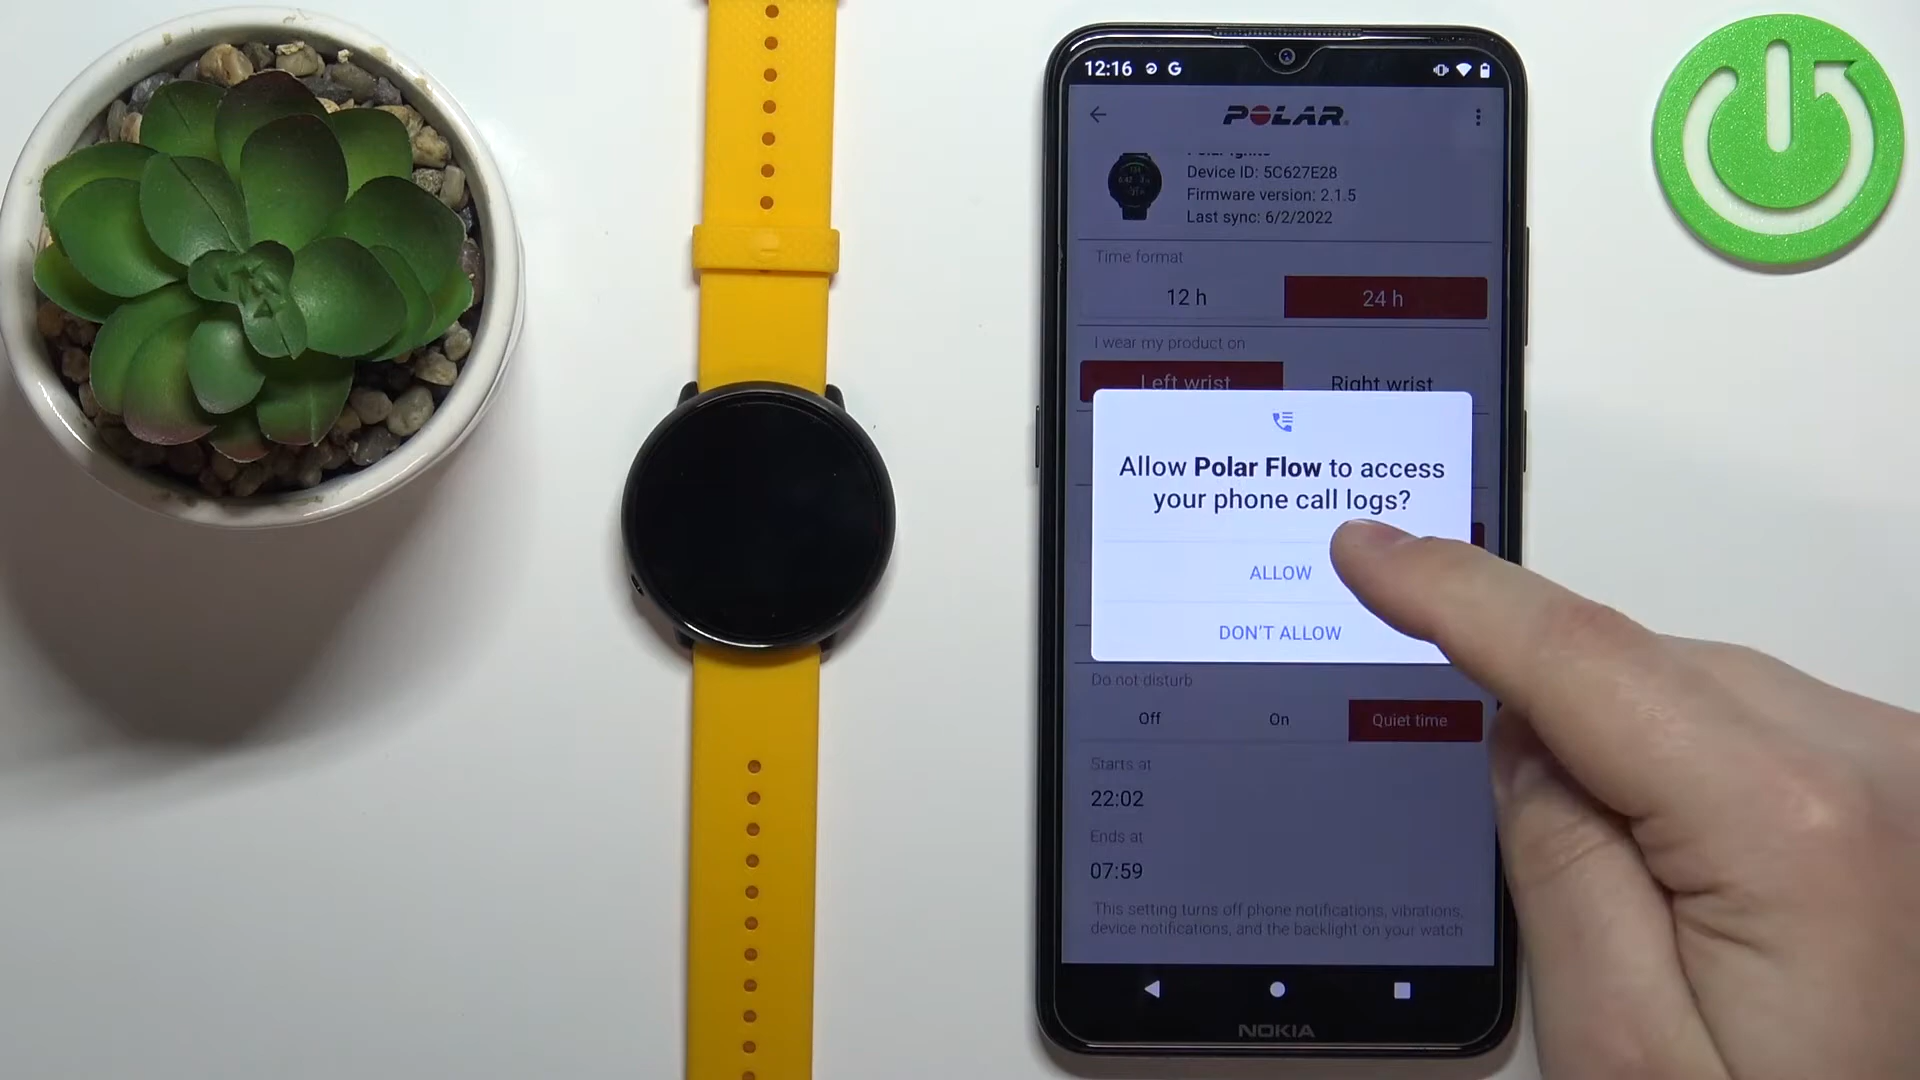 12:16
POLAR
Device ID: 5C627E28
Firmware version: 2.1.5
Last sync: 6/2/2022
Time format
12 h
24 h
I wear my product on
Left wrist
Right wrist
Allow Polar Flow to access
your phone call logs?
ALLOW
DON'T ALLOW
Do not disturb
Off
On
Quiet time
Starts at
22:02
Ends at
07:59
This setting turns off phone notifications, vibrations,
device notifications, and the backlight on your watch
NOKIA